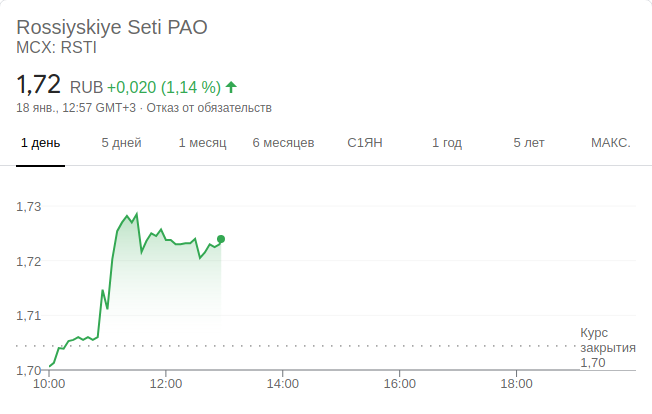 Rossiyskiye Seti PAO
MCX: RSTI
1,72 RUB +0,020 (1,14 %)
18 янв., 12:57 GMT+3 · Отказ от обязательств
1 день 5 дней 1 месяц 6 месяцев С1ЯН 1 год 5 лет МАКС.
1,73
1,72
1,71
Курс
закрытия
1,70
1,70
10:00 12:00 14:00 16:00 18:00